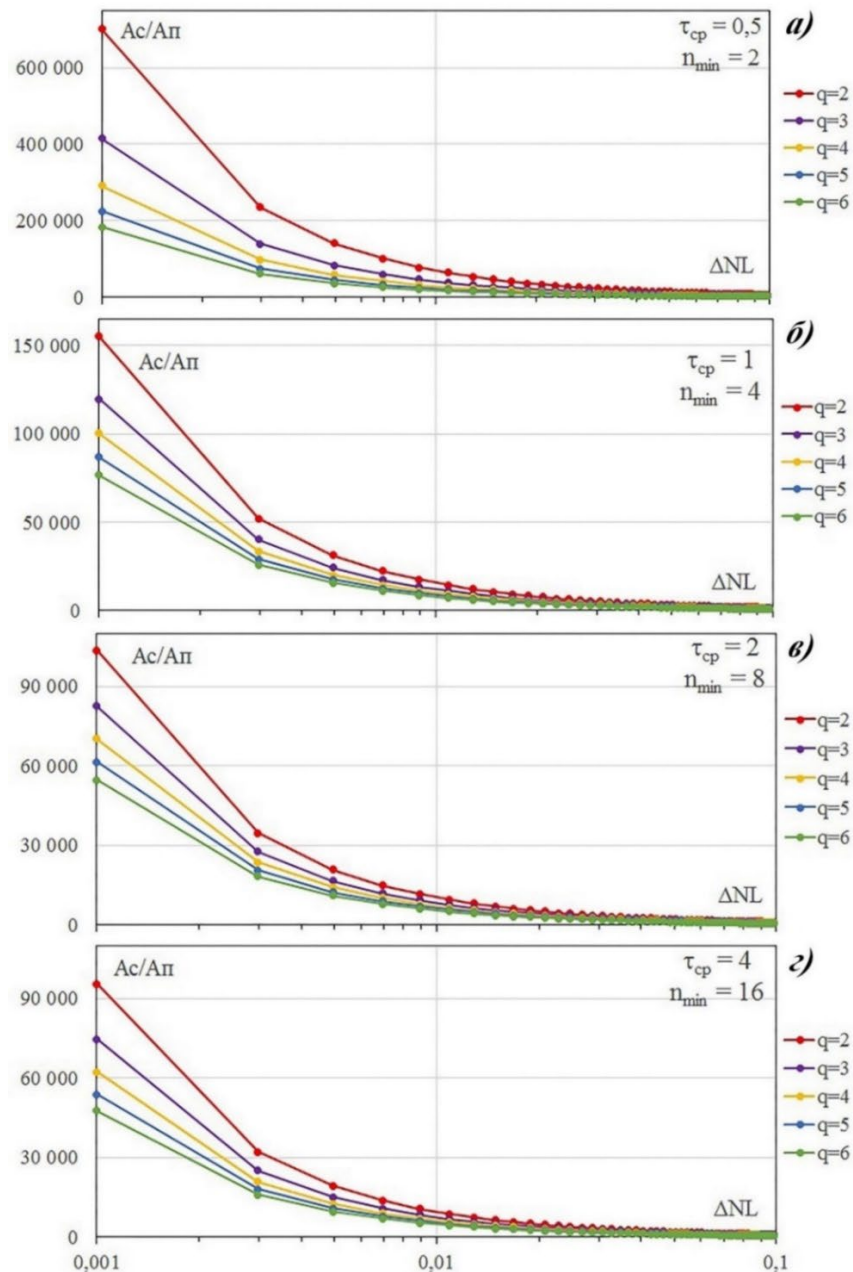 Ac/Aп
τср = 0,5
а)
nmin = 2
600 000
400 000
200 000
0
q=2
q=3
q=4
q=5
q=6
ΔNL
150 000
Ac/Aп
τср = 1
б)
nmin = 4
100 000
50 000
0
q=2
q=3
q=4
q=5
q=6
ΔNL
Ac/Aп
τср = 2
в)
nmin = 8
90 000
60 000
30 000
0
q=2
q=3
q=4
q=5
q=6
ΔNL
Ac/Aп
τср = 4
г)
nmin = 16
90 000
60 000
30 000
0
q=2
q=3
q=4
q=5
q=6
ΔNL
0,001
0,01
0,1